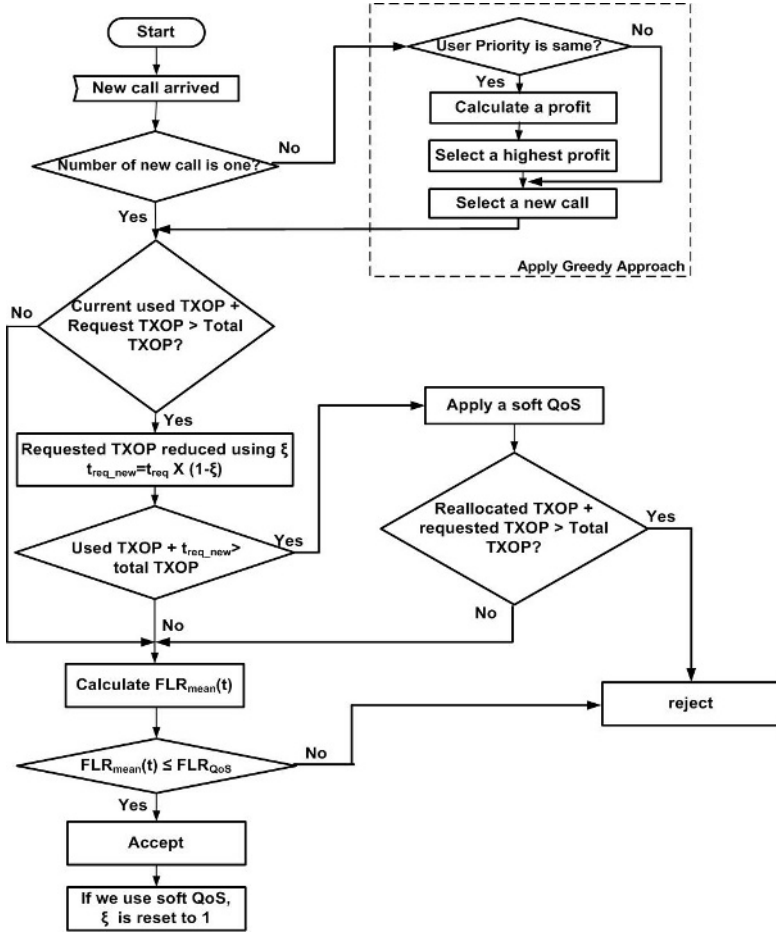 Start
New call arrived
Number of new call is one?
No
Yes
User Priority is same?
No
Yes
Calculate a profit
Select a highest profit
Select a new call
Apply Greedy Approach
Current used TXOP +
Request TXOP > Total
TXOP?
No
Yes
Requested TXOP reduced using ξ
t_req_new=t_req X (1-ξ)
Used TXOP + t_req_new>
total TXOP
Yes
No
Apply a soft QoS
Reallocated TXOP +
requested TXOP > Total
TXOP?
Yes
No
Calculate FLR_mean(t)
reject
FLR_mean(t) ≤ FLR_QoS
No
Yes
Accept
If we use soft QoS,
ξ is reset to 1